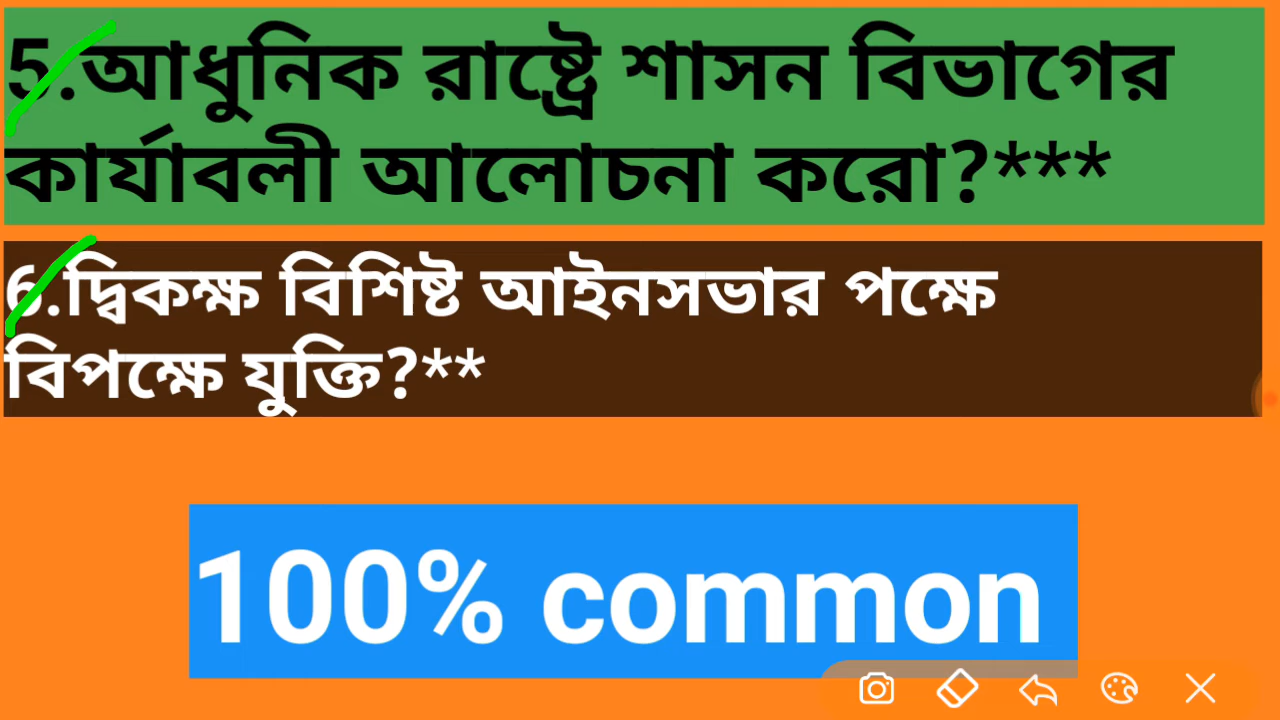 5.আধুনিক রাষ্ট্রে শাসন বিভাগের
কার্যাবলী আলোচনা করো?***
6.দ্বিকক্ষ বিশিষ্ট আইনসভার পক্ষে
বিপক্ষে যুক্তি?**
100% common